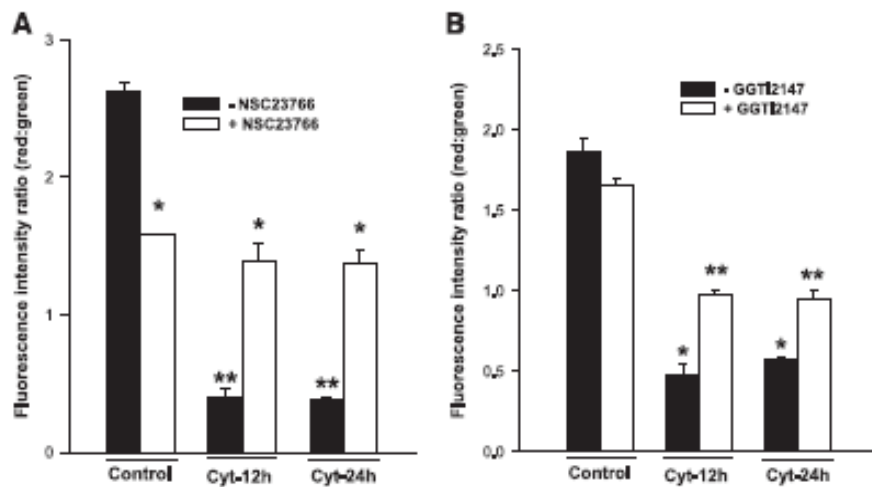 A
Fluorescence intensity ratio (red:green)
3
2
1
0
- NSC23766
+ NSC23766
*
*
*
**
**
Control
Cyt-12h
Cyt-24h
B
Fluorescence intensity ratio (red:green)
2.5
2.0
1.5
1.0
0.5
0.0
- GGTI2147
+ GGTI2147
**
**
*
*
Control
Cyt-12h
Cyt-24h